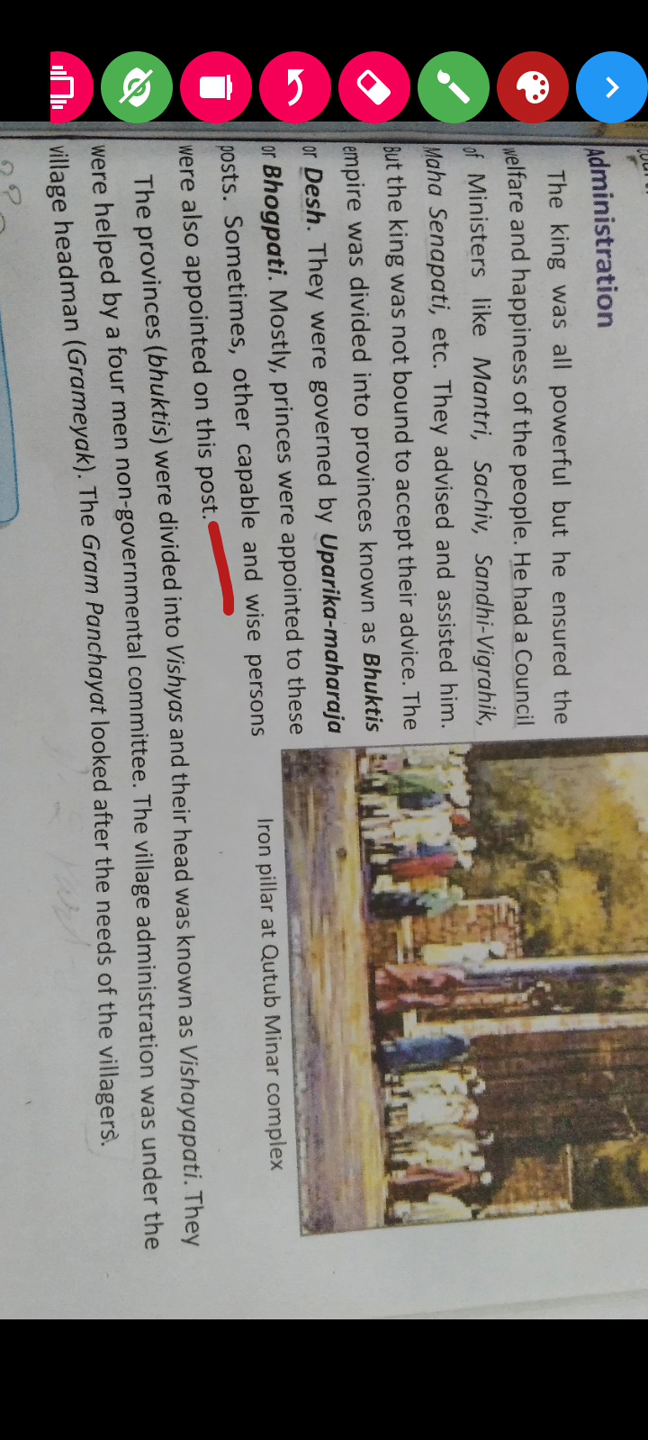 Administration
The king was all powerful but he ensured the
welfare and happiness of the people. He had a Council
of Ministers like Mantri, Sachiv, Sandhi-Vigrahik,
Maha Senapati, etc. They advised and assisted him.
But the king was not bound to accept their advice. The
empire was divided into provinces known as Bhuktis
or Desh. They were governed by Uparika-maharaja
or Bhogpati. Mostly, princes were appointed to these
posts. Sometimes, other capable and wise persons
were also appointed on this post.
Iron pillar at Qutub Minar complex
The provinces (bhuktis) were divided into Vishyas and their head was known as Vishayapati. They
were helped by a four men non-governmental committee. The village administration was under the
village headman (Grameyak). The Gram Panchayat looked after the needs of the villagers.